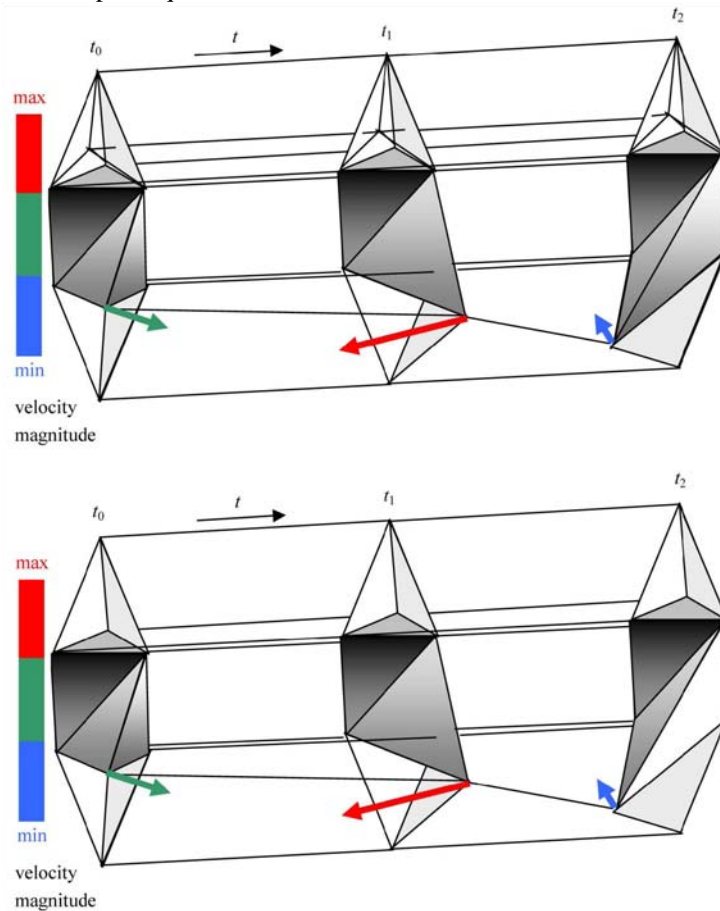 t₂
t₁
t₀
t
max
min
velocity
magnitude
t₂
t₁
t₀
t
max
min
velocity
magnitude